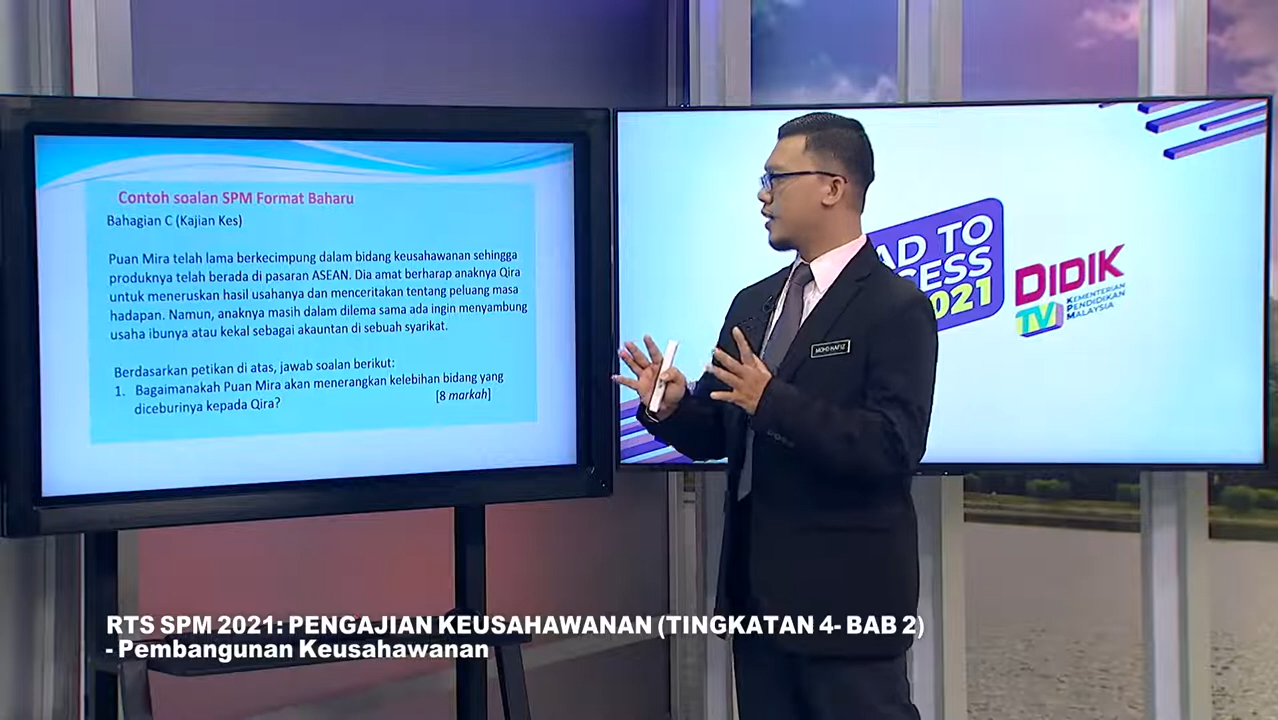 Contoh soalan SPM Format Baharu
Bahagian C (Kajian Kes)
Puan Mira telah lama berkecimpung dalam bidang keusahawanan sehingga
produknya telah berada di pasaran ASEAN. Dia amat berharap anaknya Qira
untuk meneruskan hasil usahanya dan menceritakan tentang peluang masa
hadapan. Namun, anaknya masih dalam dilema sama ada ingin menyambung
usaha ibunya atau kekal sebagai akauntan di sebuah syarikat.
Berdasarkan petikan di atas, jawab soalan berikut:
1. Bagaimanakah Puan Mira akan menerangkan kelebihan bidang yang
diceburinya kepada Qira? [8 markah]
AD TO
CESS
021
DIDIK
TV
KEMENTERIAN
PENDIDIKAN
MALAYSIA
MOHD HAFIZ
RTS SPM 2021: PENGAJIAN KEUSAHAWANAN (TINGKATAN 4- BAB 2)
- Pembangunan Keusahawanan